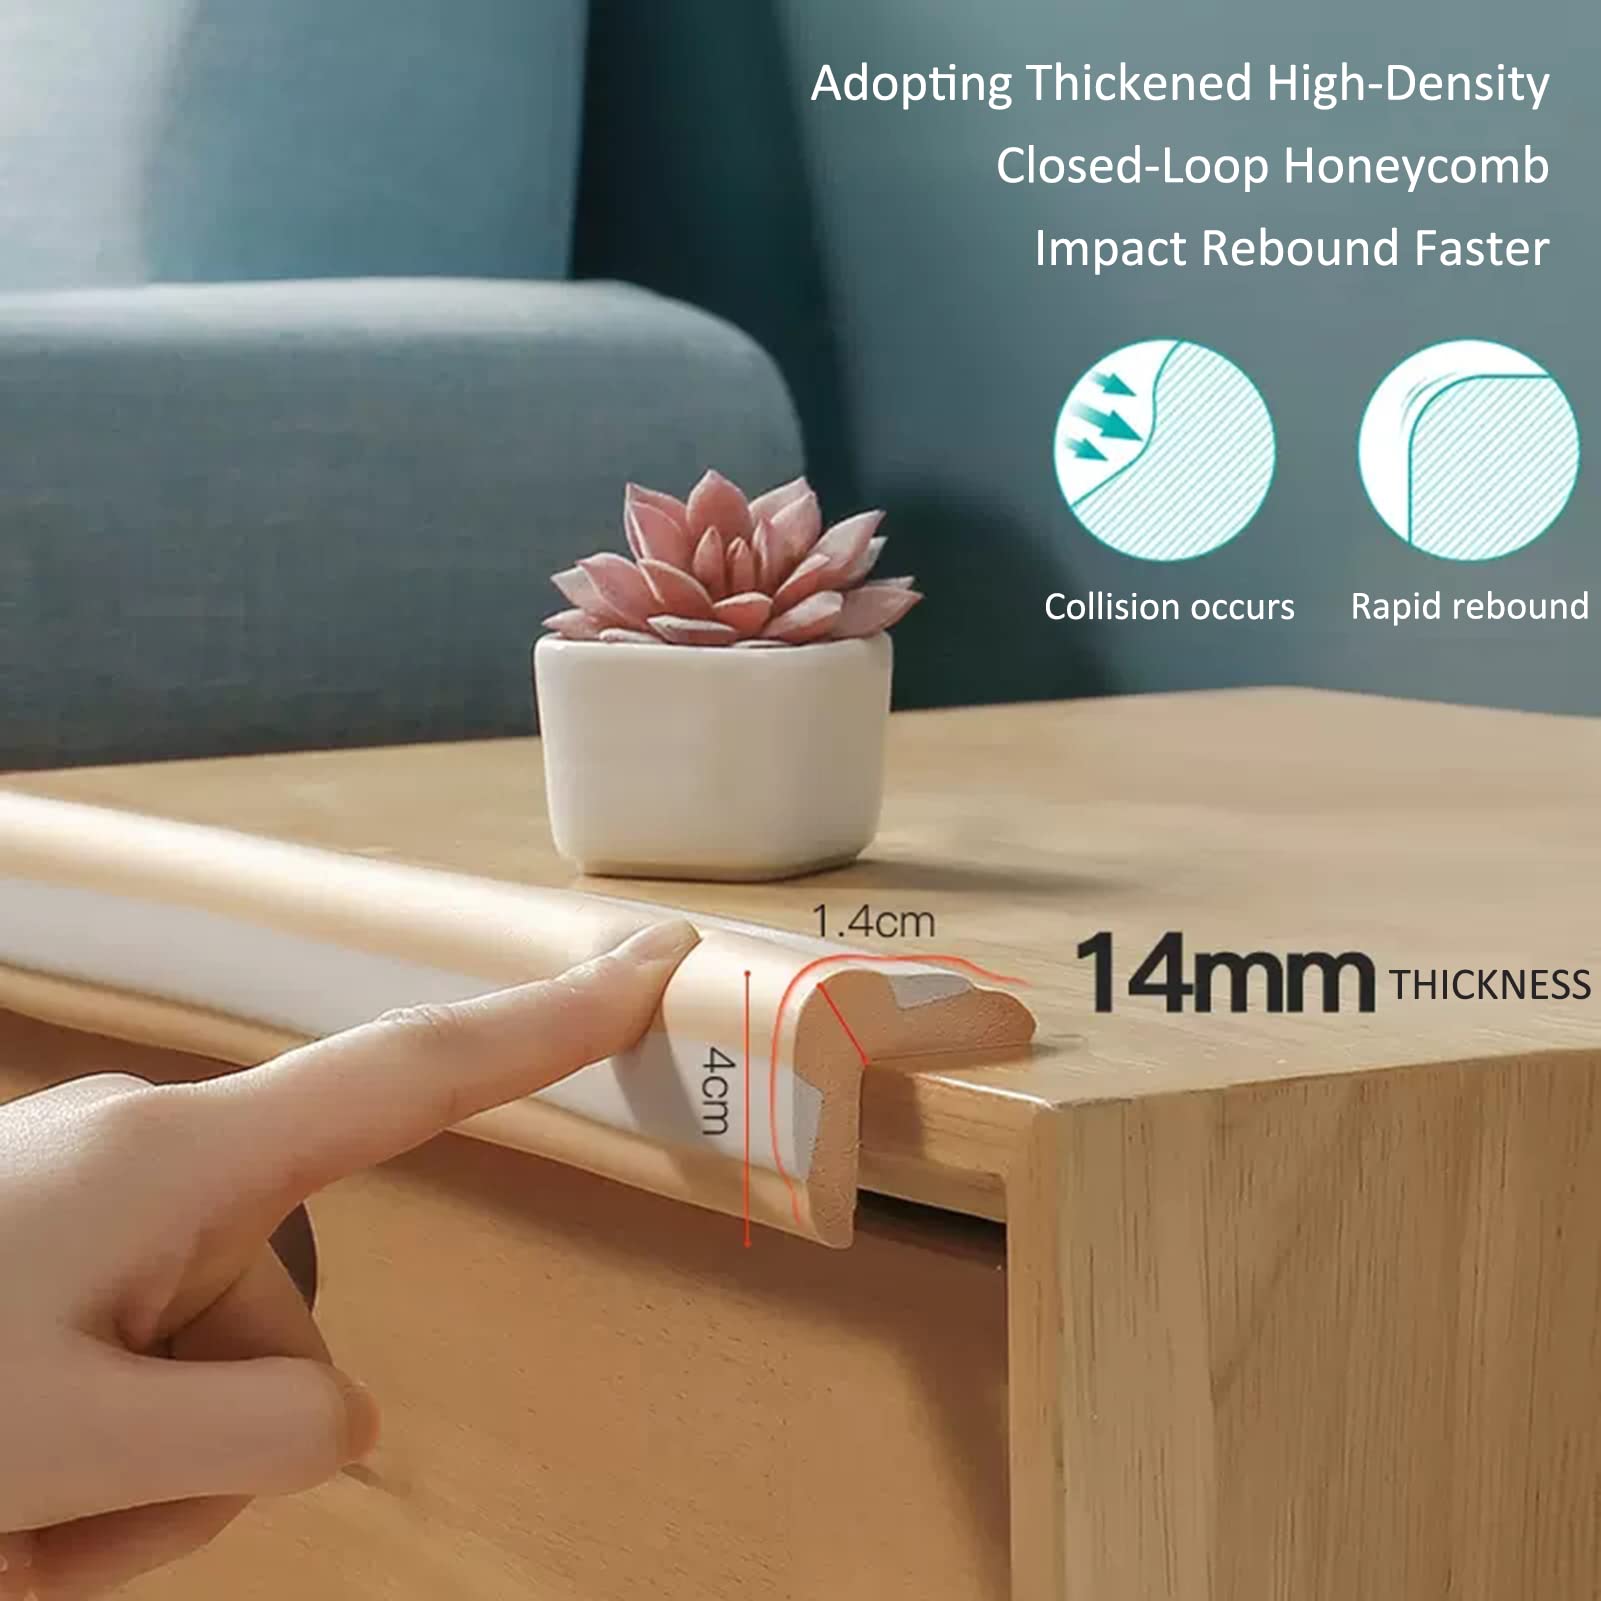 Adopting Thickened High-Density
Closed-Loop Honeycomb
Impact Rebound Faster
Collision occurs
Rapid rebound
1.4cm
14mm THICKNESS
4cm